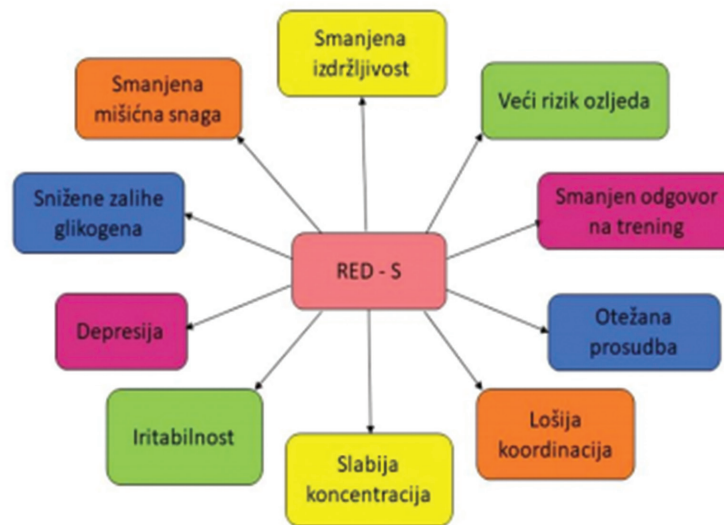 Smanjena
izdržljivost
Smanjena
mišićna snaga
Veći rizik ozljeda
Snižene zalihe
glikogena
Smanjen odgovor
na trening
RED - S
Depresija
Otežana
prosudba
Iritabilnost
Lošija
koordinacija
Slabija
koncentracija